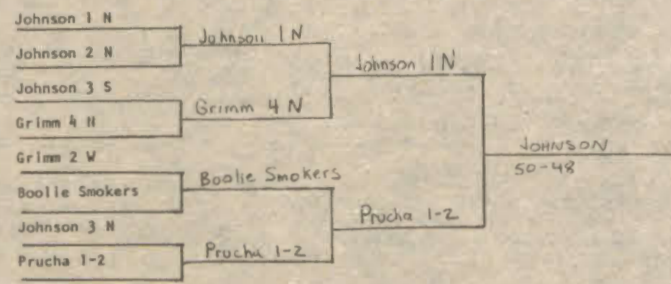 Johnson 1 N
Johnson 2 N
Johnson 3 S
Grimm 4 N
Grimm 2 W
Boolie Smokers
Johnson 3 N
Prucha 1-2
Johnson 1 N
Grimm 4 N
Boolie Smokers
Prucha 1-2
Johnson 1 N
Prucha 1-2
JOHNSON
50-48